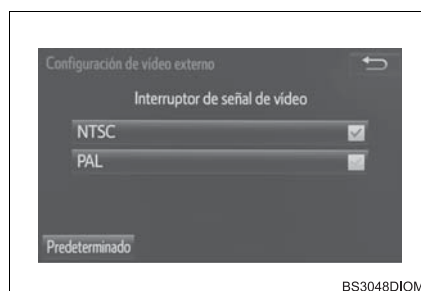 Configuración de vídeo externo
Interruptor de señal de vídeo
NTSC
PAL
Predeterminado
BS3048DIOM